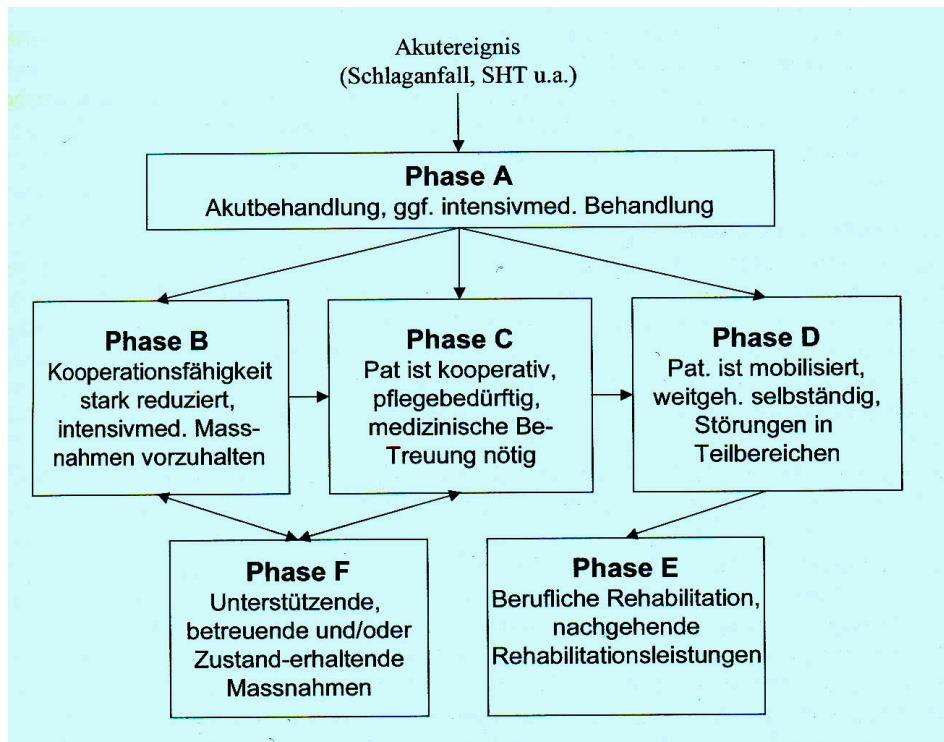 Akutereignis
(Schlaganfall, SHT u.a.)
Phase A
Akutbehandlung, ggf. intensivmed. Behandlung
Phase B
Kooperationsfähigkeit
stark reduziert,
intensivmed. Mass-
nahmen vorzuhalten
Phase C
Pat ist kooperativ,
pflegebedürftig,
medizinische Be-
Treuung nötig
Phase D
Pat. ist mobilisiert,
weitgeh. selbständig,
Störungen in
Teilbereichen
Phase F
Unterstützende,
betreuende und/oder
Zustand-erhaltende
Massnahmen
Phase E
Berufliche Rehabilitation,
nachgehende
Rehabilitationsleistungen